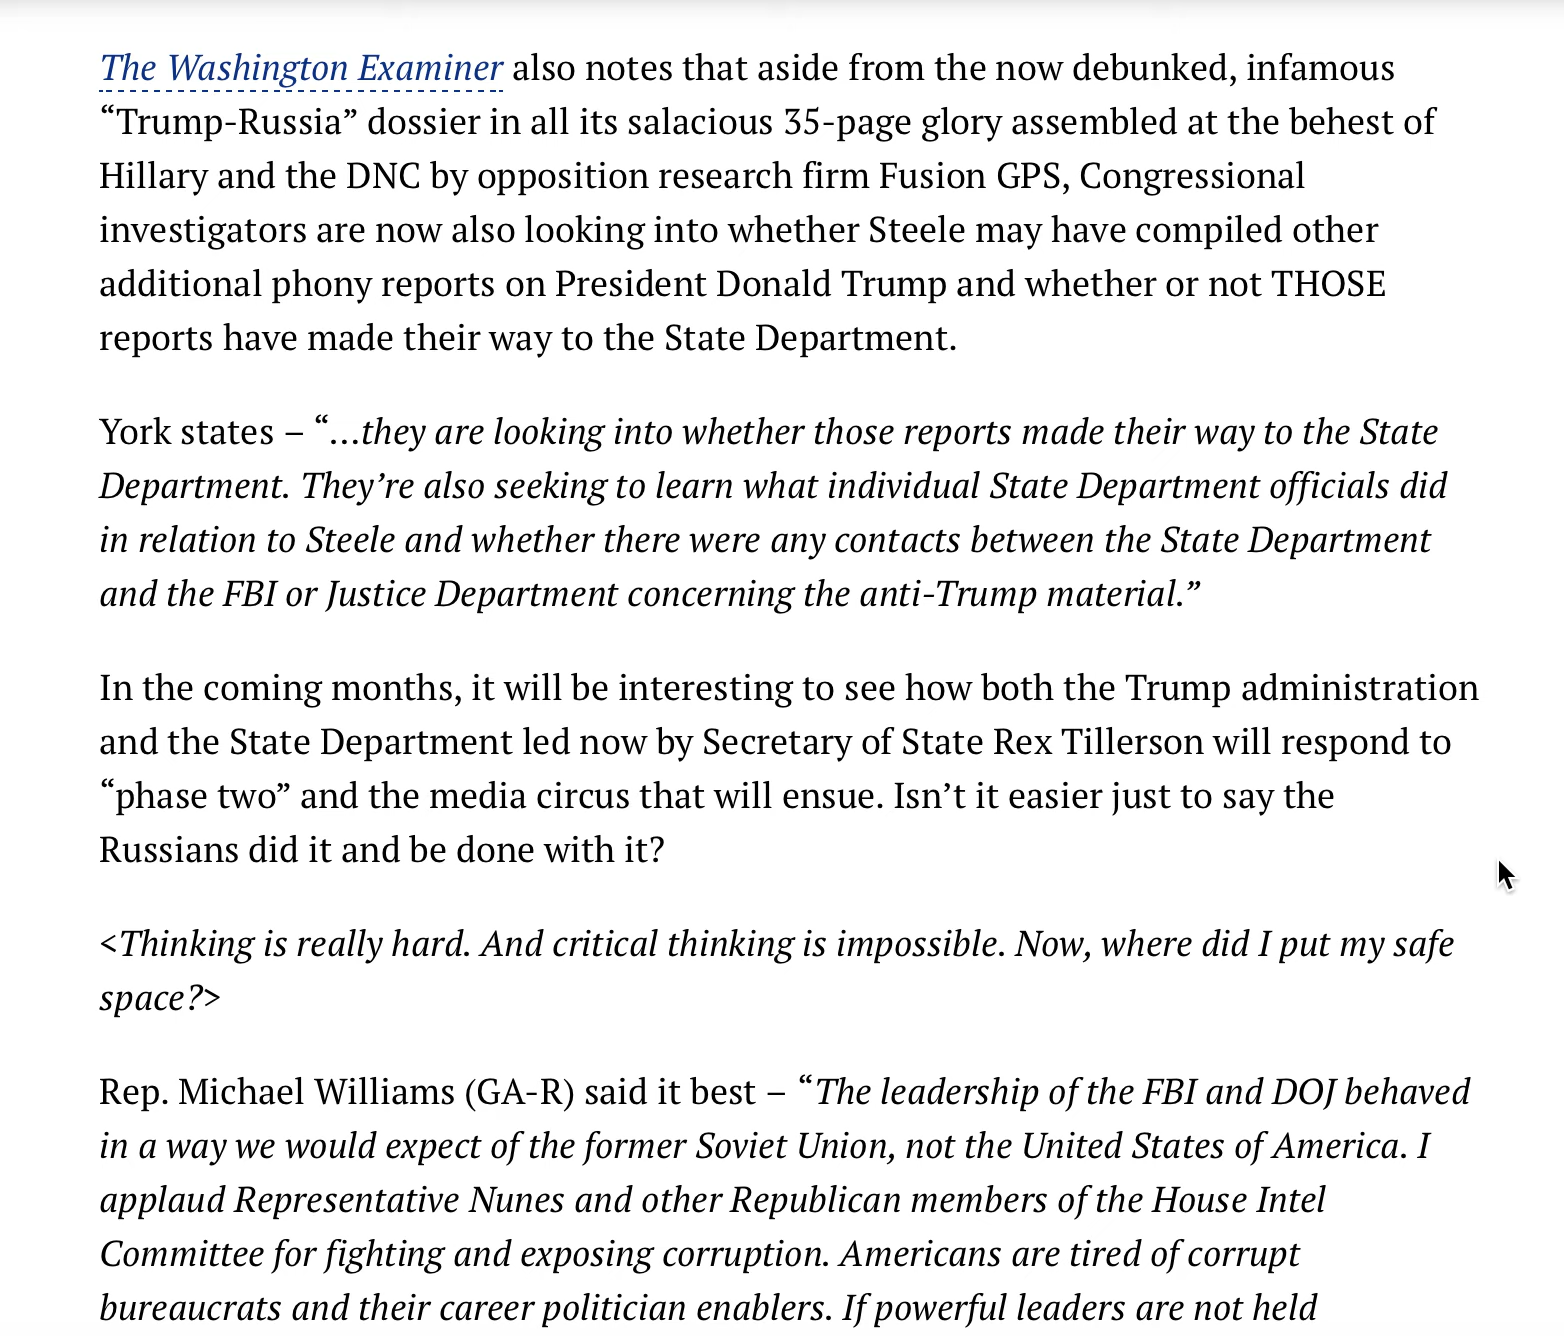 The Washington Examiner also notes that aside from the now debunked, infamous
“Trump-Russia” dossier in all its salacious 35-page glory assembled at the behest of
Hillary and the DNC by opposition research firm Fusion GPS, Congressional
investigators are now also looking into whether Steele may have compiled other
additional phony reports on President Donald Trump and whether or not THOSE
reports have made their way to the State Department.
York states – “…they are looking into whether those reports made their way to the State
Department. They’re also seeking to learn what individual State Department officials did
in relation to Steele and whether there were any contacts between the State Department
and the FBI or Justice Department concerning the anti-Trump material.”
In the coming months, it will be interesting to see how both the Trump administration
and the State Department led now by Secretary of State Rex Tillerson will respond to
“phase two” and the media circus that will ensue. Isn’t it easier just to say the
Russians did it and be done with it?
<Thinking is really hard. And critical thinking is impossible. Now, where did I put my safe
space?>
Rep. Michael Williams (GA-R) said it best – “The leadership of the FBI and DOJ behaved
in a way we would expect of the former Soviet Union, not the United States of America. I
applaud Representative Nunes and other Republican members of the House Intel
Committee for fighting and exposing corruption. Americans are tired of corrupt
bureaucrats and their career politician enablers. If powerful leaders are not held